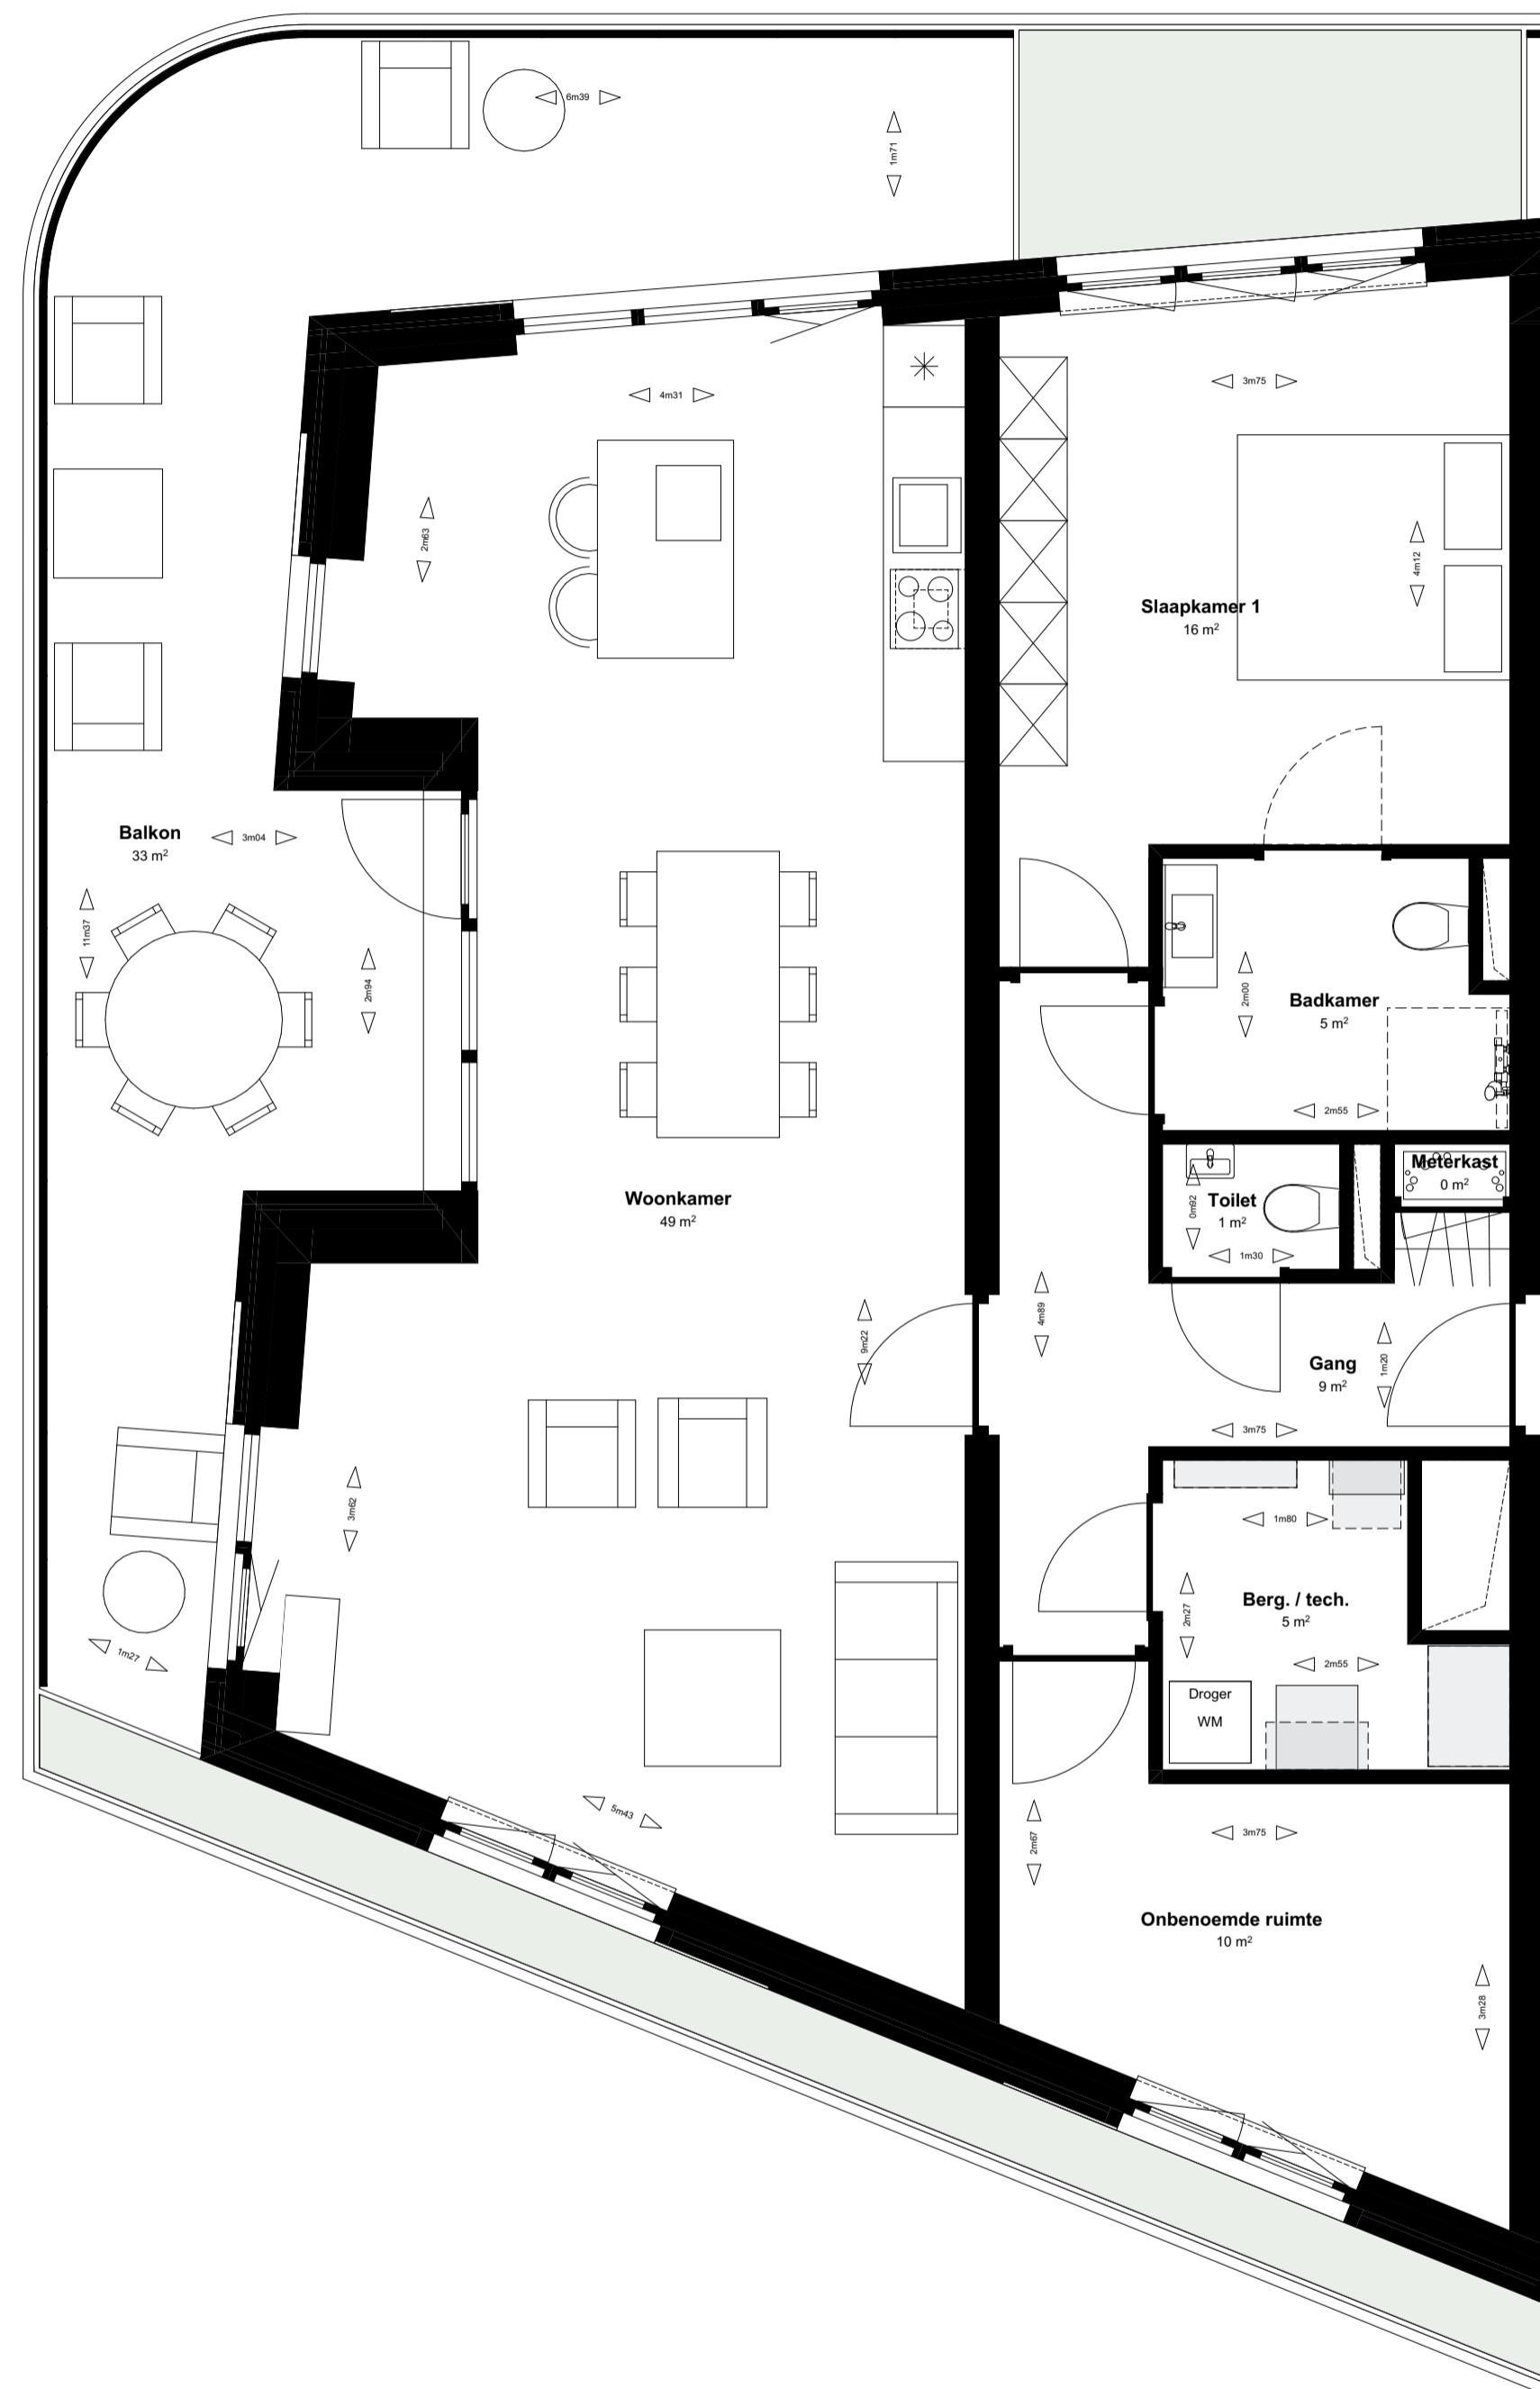 6m39
1m71
4m31
3m75
2m63
4m12
Slaapkamer 1
16 m²
Balkon
33 m²
3m04
11m37
2m94
2m00
Badkamer
5 m²
2m55
Meterkast
0 m²
Woonkamer
49 m²
0m92
Toilet
1 m²
1m30
9m22
4m89
Gang
9 m²
1m20
3m75
3m62
1m80
2m27
Berg. / tech.
5 m²
1m27
2m55
Droger
WM
5m43
2m67
3m75
Onbenoemde ruimte
10 m²
3m28